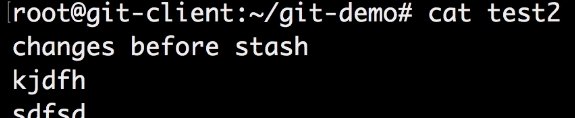 [root@git-client:~/git-demo# cat test2
changes before stash
kjdfh
sdfsd